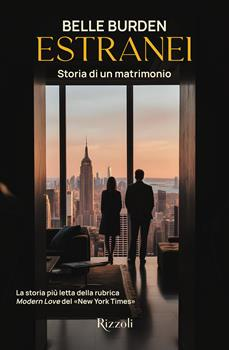 BELLE BURDEN
ESTRANEI
Storia di un matrimonio
La storia più letta della rubrica
Modern Love del «New York Times»
Rizzoli